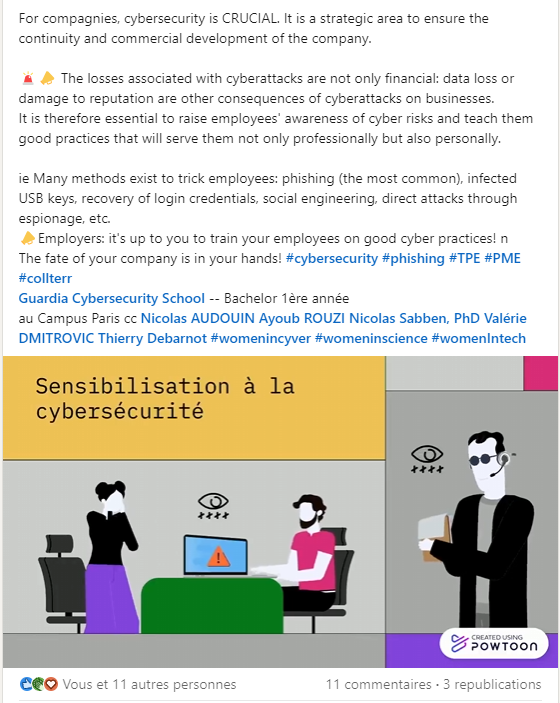 For compagnies, cybersecurity is CRUCIAL. It is a strategic area to ensure the
continuity and commercial development of the company.
🚨 📣 The losses associated with cyberattacks are not only financial: data loss or
damage to reputation are other consequences of cyberattacks on businesses.
It is therefore essential to raise employees' awareness of cyber risks and teach them
good practices that will serve them not only professionally but also personally.
ie Many methods exist to trick employees: phishing (the most common), infected
USB keys, recovery of login credentials, social engineering, direct attacks through
espionage, etc.
📣Employers: it's up to you to train your employees on good cyber practices! n
The fate of your company is in your hands! #cybersecurity #phishing #TPE #PME
#collterr
Guardia Cybersecurity School -- Bachelor 1ère année
au Campus Paris cc Nicolas AUDOUIN Ayoub ROUZI Nicolas Sabben, PhD Valérie
DMITROVIC Thierry Debarnot #womenincyver #womeninscience #womenIntech
Sensibilisation à la
cybersécurité
CREATED USING
POWTOON
Vous et 11 autres personnes 11 commentaires · 3 republications